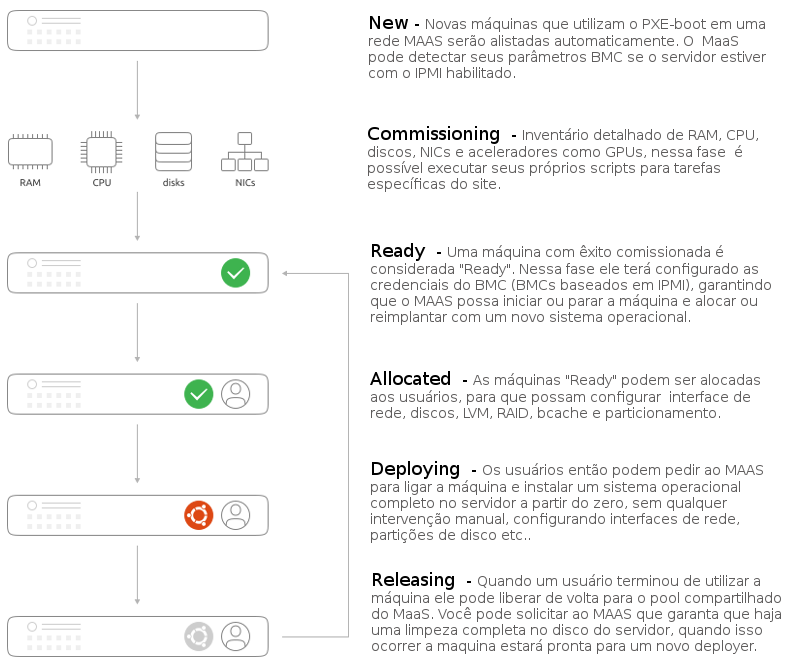 New - Novas máquinas que utilizam o PXE-boot em uma
rede MAAS serão alistadas automaticamente. O  MaaS
pode detectar seus parâmetros BMC se o servidor estiver
com o IPMI habilitado.
RAM
CPU
disks
NICs
Commissioning - Inventário detalhado de RAM, CPU,
discos, NICs e aceleradores como GPUs, nessa fase  é
possível executar seus próprios scripts para tarefas
específicas do site.
Ready - Uma máquina com êxito comissionada é
considerada "Ready". Nessa fase ele terá configurado as
credenciais do BMC (BMCs baseados em IPMI), garantindo
que o MAAS possa iniciar ou parar a máquina e alocar ou
reimplantar com um novo sistema operacional.
Allocated - As máquinas "Ready" podem ser alocadas
aos usuários, para que possam configurar  interface de
rede, discos, LVM, RAID, bcache e particionamento.
Deploying - Os usuários então podem pedir ao MAAS
para ligar a máquina e instalar um sistema operacional
completo no servidor a partir do zero, sem qualquer
intervenção manual, configurando interfaces de rede,
partições de disco etc..
Releasing - Quando um usuário terminou de utilizar a
máquina ele pode liberar de volta para o pool compartilhado
do MaaS. Você pode solicitar ao MAAS que garanta que haja
uma limpeza completa no disco do servidor, quando isso
ocorrer a maquina estará pronta para um novo deployer.